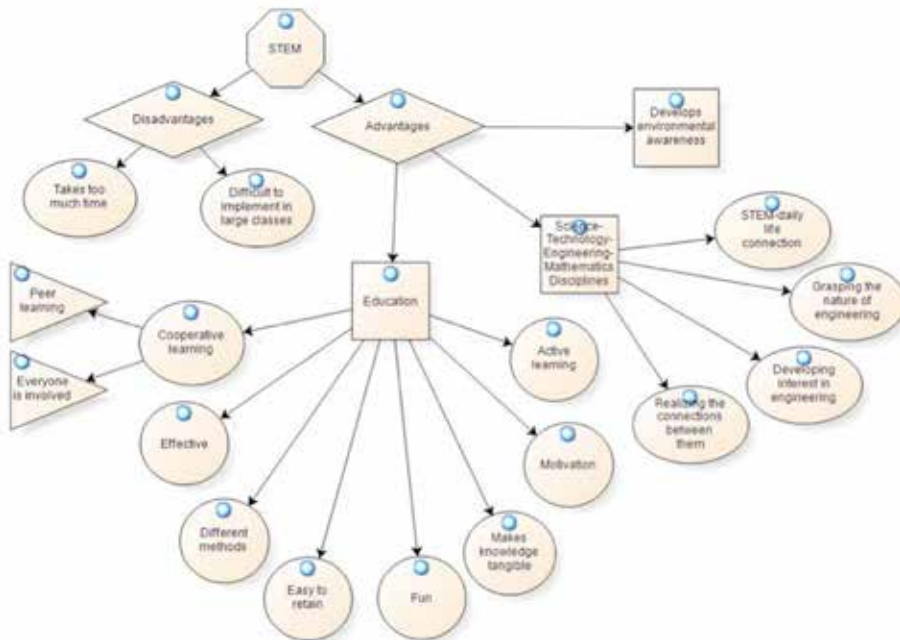 STEM
Disadvantages
Advantages
Develops
environmental
awareness
Takes too
much time
Difficult to
implement in
large classes
Science-
Technology-
Engineering-
Mathematics
Disciplines
STEM-daily
life
connection
Grasping the
nature of
engineering
Developing
interest in
engineering
Realizing the
connections
between
them
Education
Peer
learning
Cooperative
learning
Everyone
is involved
Active
learning
Effective
Motivation
Different
methods
Makes
knowledge
tangible
Easy to
retain
Fun